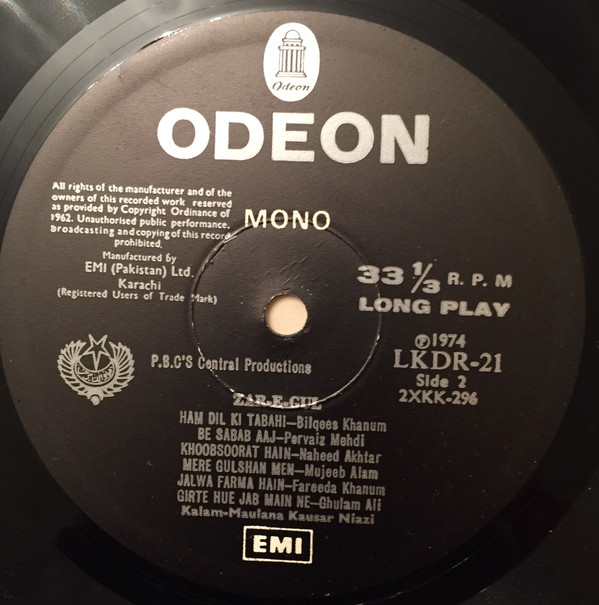 Odeon
ODEON
All rights of the manufacturer and of the
owners of this recorded work reserved
as provided by Copyright Ordinance of
1962. Unauthorised public performance.
Broadcasting and copying of this record
prohibited.
Manufactured by
EMI (Pakistan) Ltd.
Karachi
(Registered Users of Trade Mark)
MONO
33 1/3 R. P. M
LONG PLAY
℗1974
LKDR-21
Side 2
2XKK-296
P.B.C'S Central Productions
ZAR-E-GUL
HAM DIL KI TABAHI—Bilqees Khanum
BE SABAB AAJ—Pervaiz Mehdi
KHOOBSOORAT HAIN—Naheed Akhtar
MERE GULSHAN MEN—Mujeeb Alam
JALWA FARMA HAIN—Fareeda Khanum
GIRTE HUE JAB MAIN NE—Ghulam Ali
Kalam-Maulana Kausar Niazi
EMI